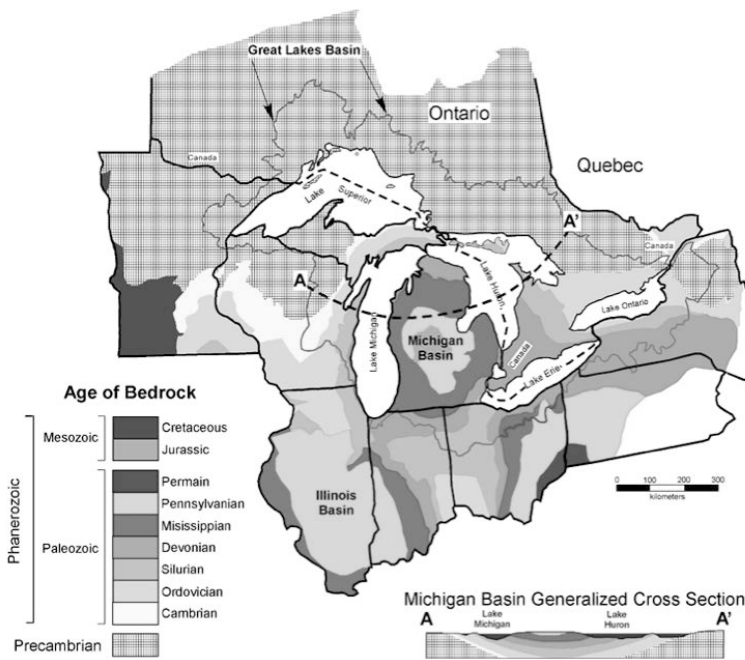 Great Lakes Basin
Ontario
Quebec
Canada
Lake
Superior
A'
Canada
A
Lake Huron
Lake Ontario
Lake Michigan
Michigan
Basin
Canada
Lake Erie
Age of Bedrock
Phanerozoic
Mesozoic
Cretaceous
Jurassic
Paleozoic
Permain
Pennsylvanian
Misissippian
Devonian
Silurian
Ordovician
Cambrian
Precambrian
Illinois
Basin
0 100 200 300
kilometers
Michigan Basin Generalized Cross Section
A Lake Michigan Lake Huron A'